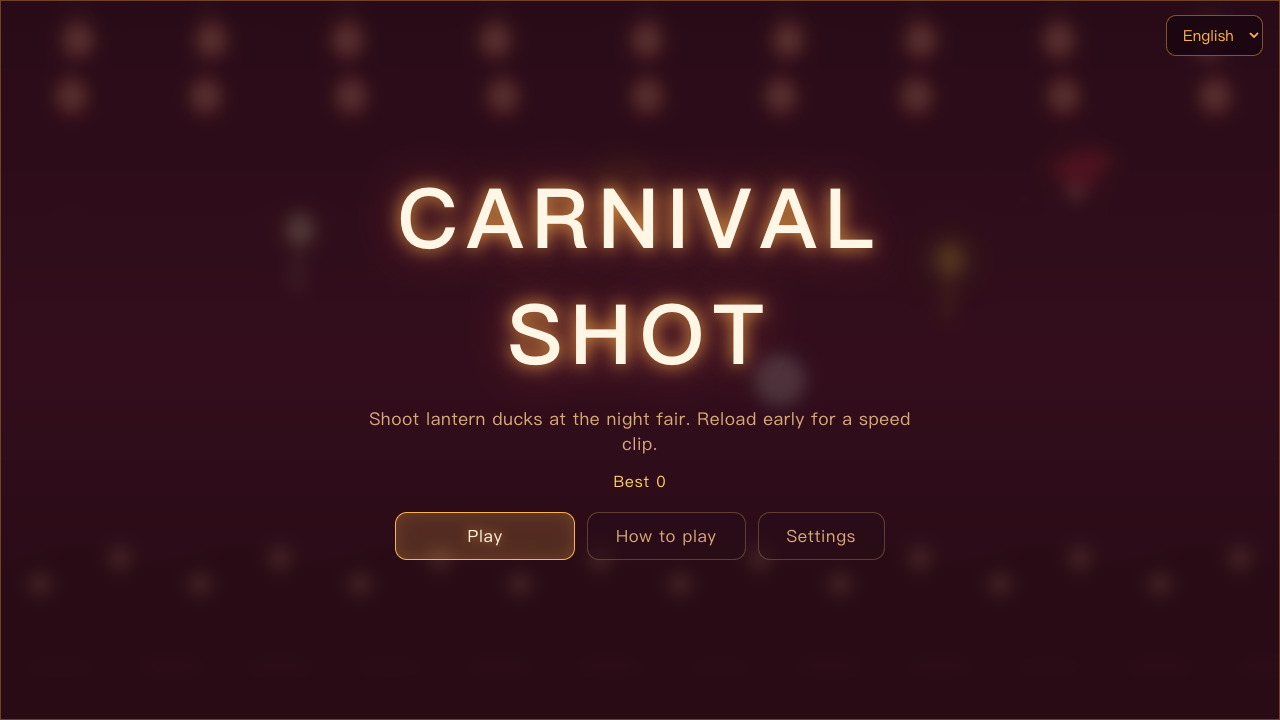 English
CARNIVAL
SHOT
Shoot lantern ducks at the night fair. Reload early for a speed
clip.
Best 0
Play
How to play
Settings